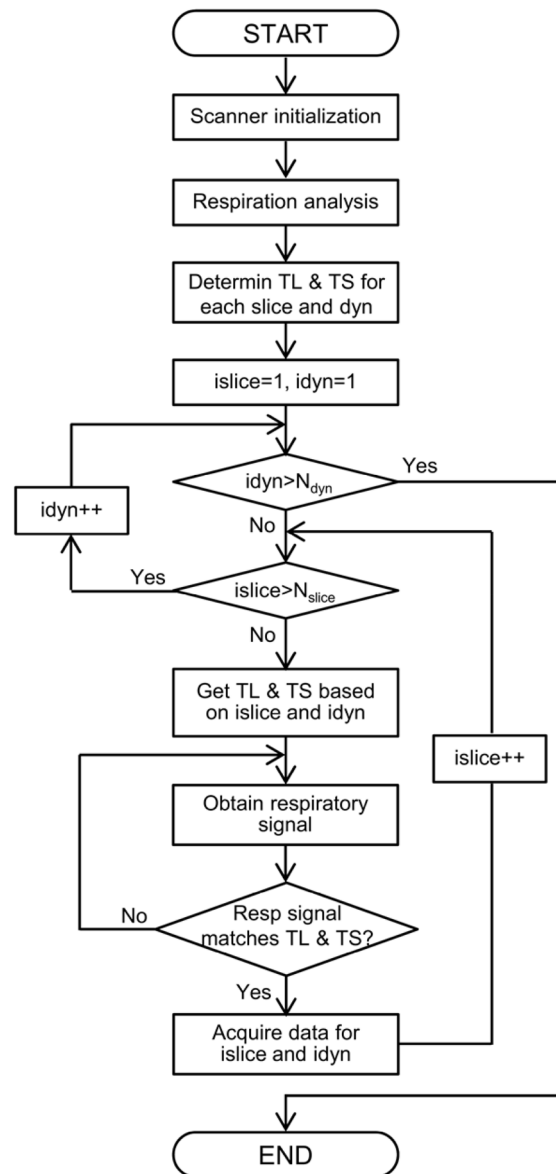 START
Scanner initialization
Respiration analysis
Determin TL & TS for
each slice and dyn
islice=1, idyn=1
idyn>Ndyn
Yes
idyn++
No
Yes
islice>Nslice
No
Get TL & TS based
on islice and idyn
islice++
Obtain respiratory
signal
No
Resp signal
matches TL & TS?
Yes
Acquire data for
islice and idyn
END